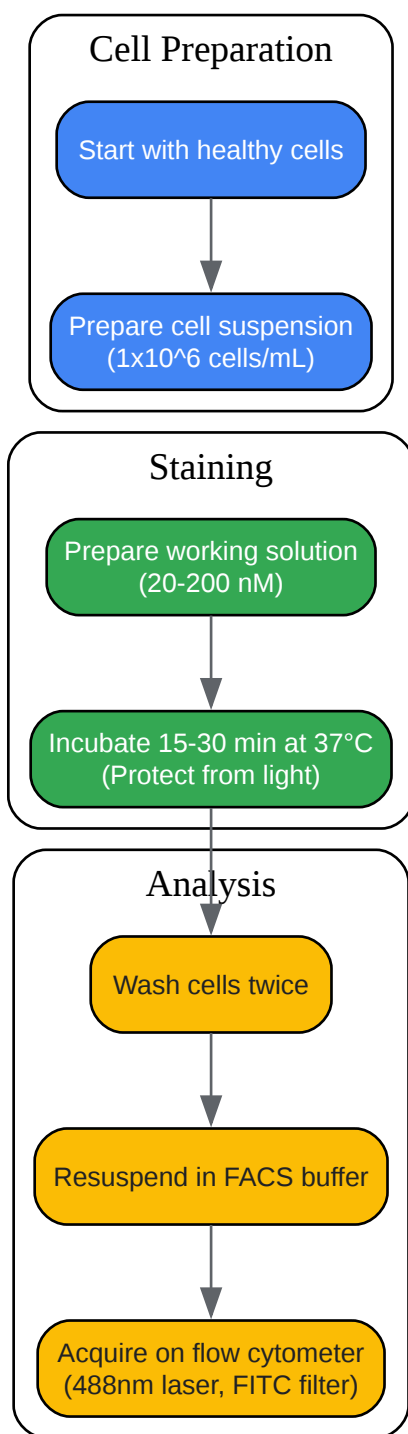 Cell Preparation
Start with healthy cells
Prepare cell suspension
(1x10^6 cells/mL)
Staining
Prepare working solution
(20-200 nM)
Incubate 15-30 min at 37°C
(Protect from light)
Analysis
Wash cells twice
Resuspend in FACS buffer
Acquire on flow cytometer
(488nm laser, FITC filter)